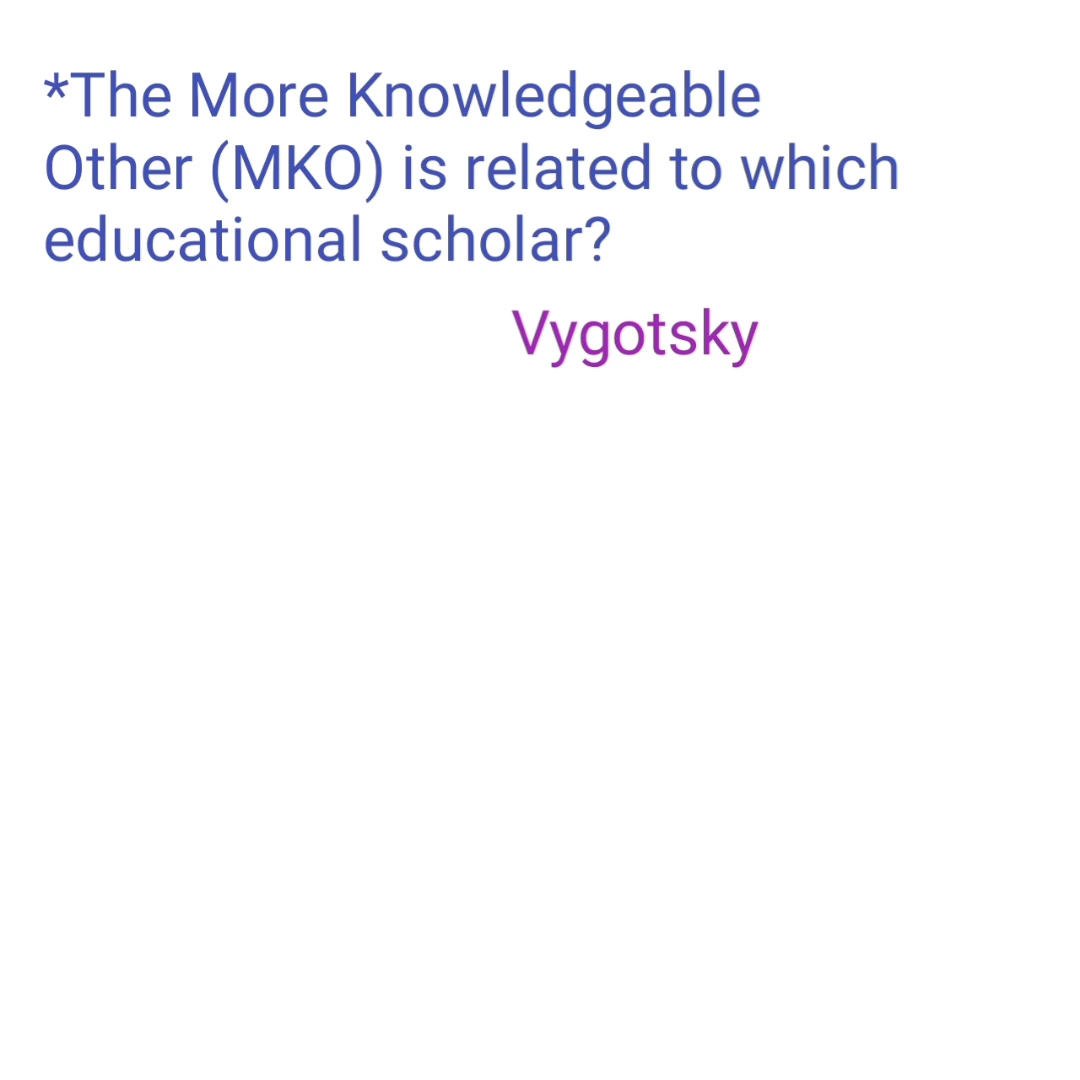 *The More Knowledgeable
Other (MKO) is related to which
educational scholar?
Vygotsky